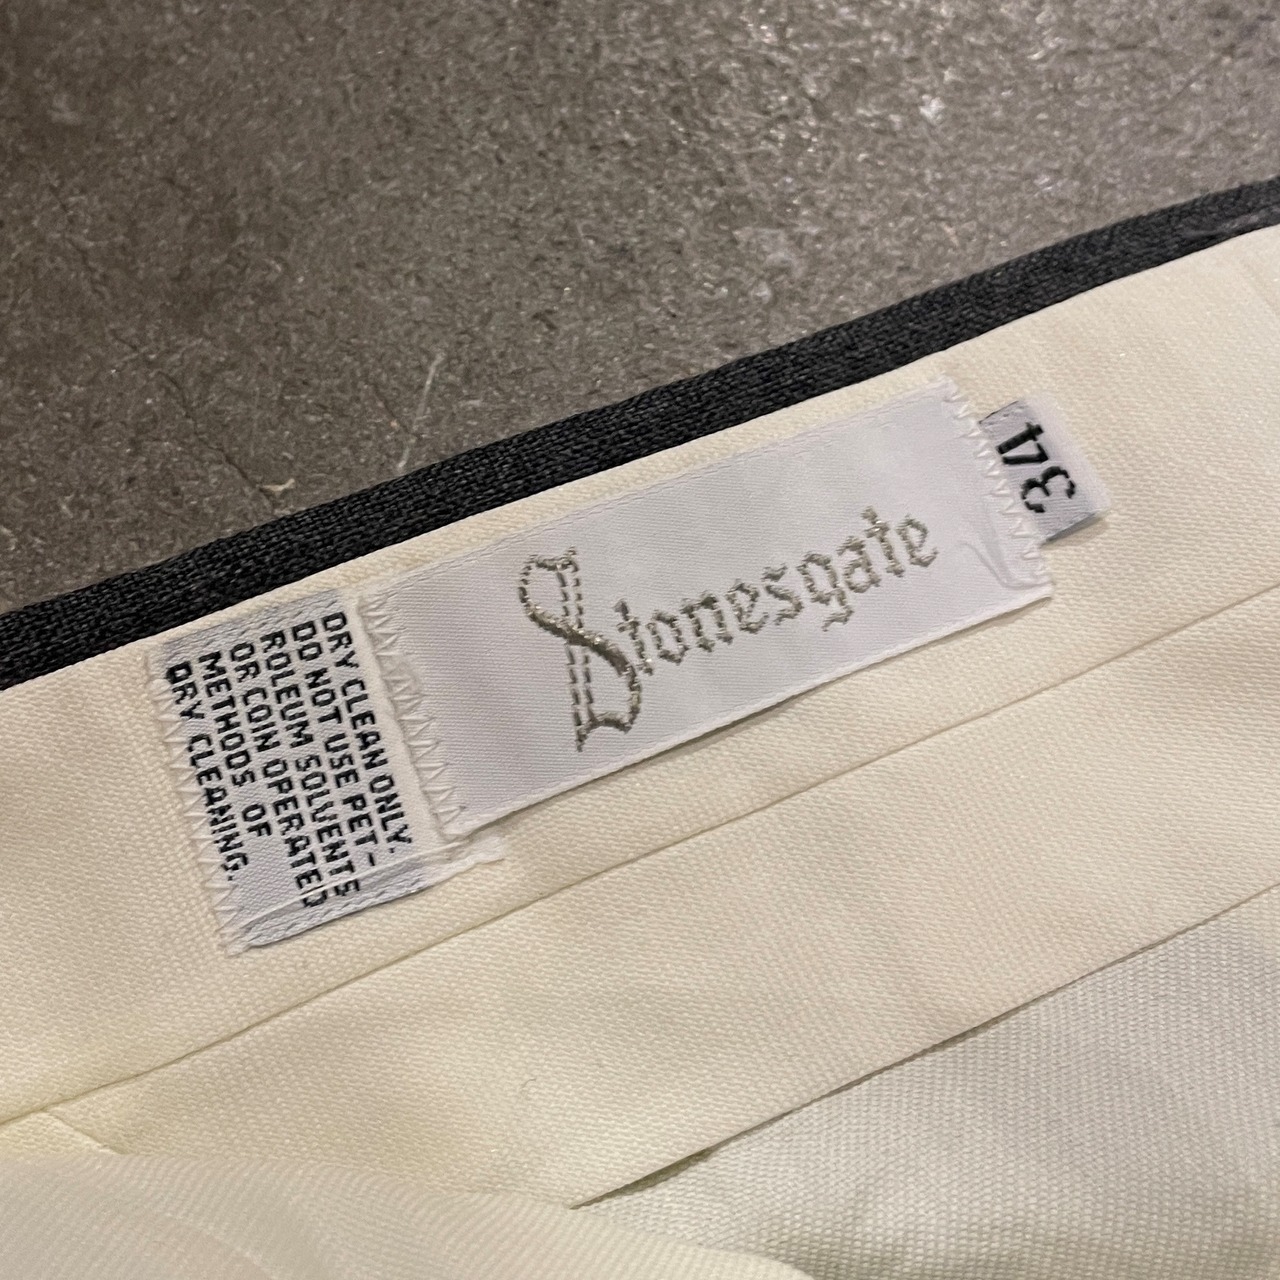 Stonesgate
34
DRY CLEAN ONLY.
DO NOT USE PET-
ROLEUM SOLVENTS
OR COIN OPERATED
METHODS OF
DRY CLEANING.